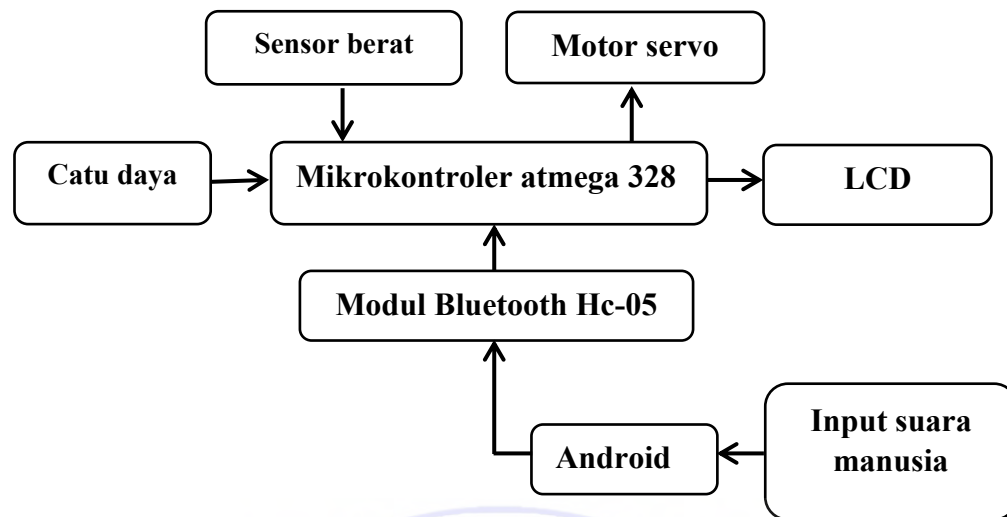 Sensor berat
Motor servo
Catu daya
Mikrokontroler atmega 328
LCD
Modul Bluetooth Hc-05
Android
Input suara
manusia